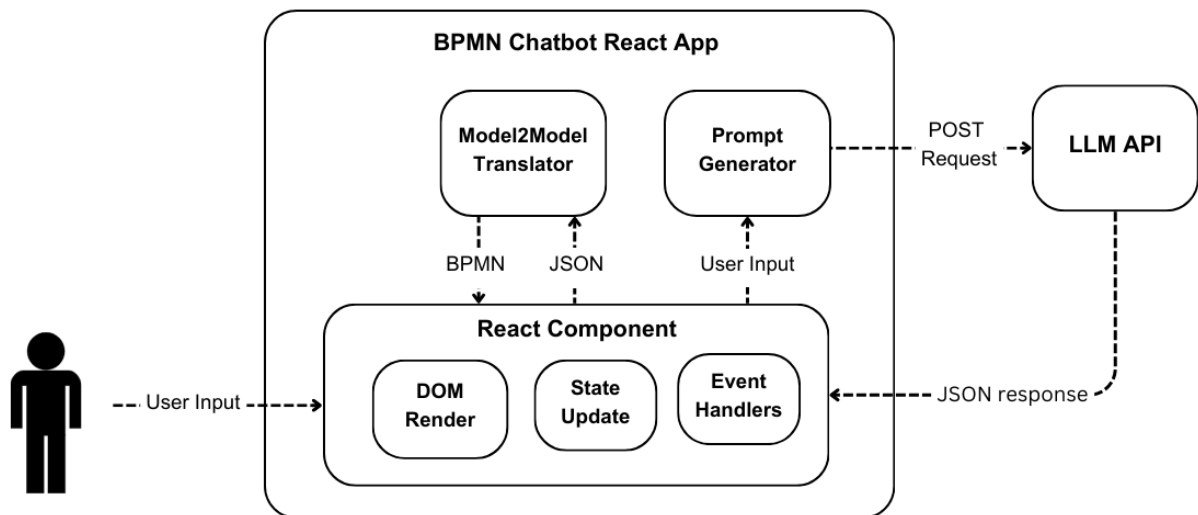 BPMN Chatbot React App
Model2Model
Translator
Prompt
Generator
POST
Request
LLM API
BPMN
JSON
User Input
React Component
DOM
Render
State
Update
Event
Handlers
User Input
JSON response